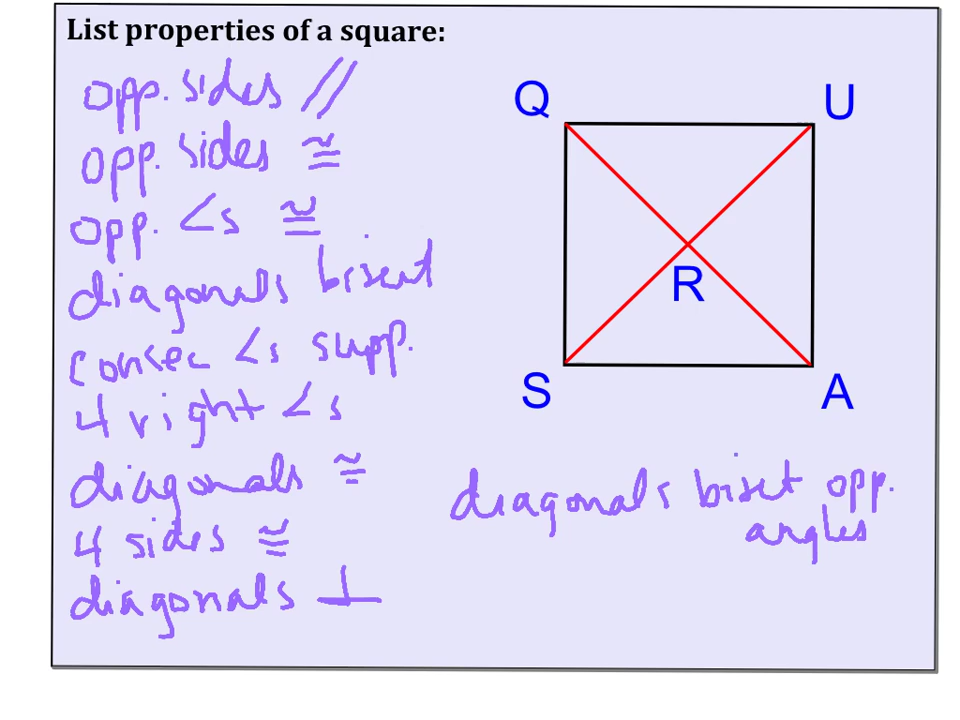 List properties of a square:
opp. sides //
opp. sides ≅
opp. ∠s ≅
diagonals bisect
consec ∠s supp.
4 right ∠s
diagonals ≅
4 sides ≅
diagonals ⊥
Q U
R
S A
diagonals bisect opp.
angles